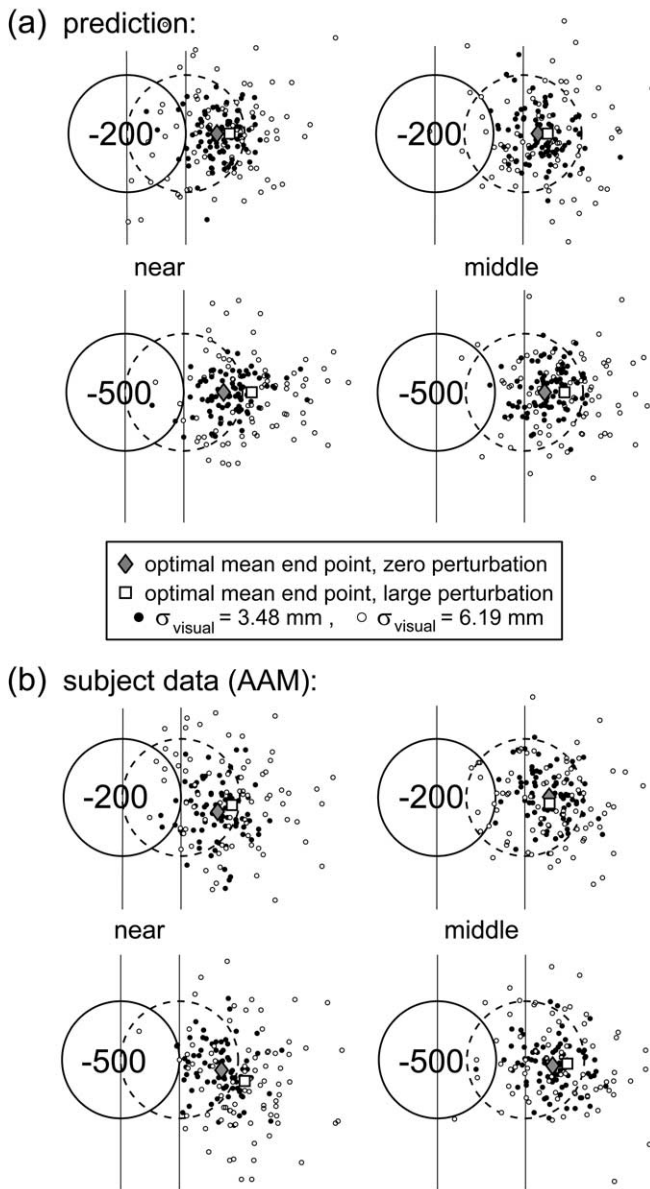 (a) prediction:
-200
-200
near
middle
-500
-500
optimal mean end point, zero perturbation
optimal mean end point, large perturbation
σvisual = 3.48 mm , σvisual = 6.19 mm
(b) subject data (AAM):
-200
-200
near
middle
-500
-500